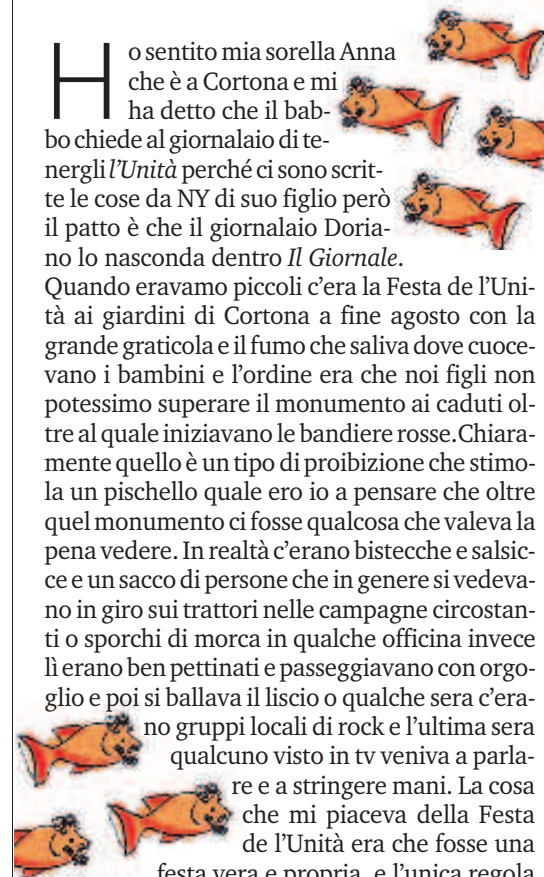 Ho sentito mia sorella Anna
che è a Cortona e mi
ha detto che il bab-
bo chiede al giornalaio di te-
nergli l'Unità perché ci sono scrit-
te le cose da NY di suo figlio però
il patto è che il giornalaio Doria-
no lo nasconda dentro Il Giornale.
Quando eravamo piccoli c'era la Festa de l'Uni-
tà ai giardini di Cortona a fine agosto con la
grande graticola e il fumo che saliva dove cuoce-
vano i bambini e l'ordine era che noi figli non
potessimo superare il monumento ai caduti ol-
tre al quale iniziavano le bandiere rosse.Chiara-
mente quello è un tipo di proibizione che stimo-
la un pischello quale ero io a pensare che oltre
quel monumento ci fosse qualcosa che valeva la
pena vedere. In realtà c'erano bistecche e salsic-
ce e un sacco di persone che in genere si vedeva-
no in giro sui trattori nelle campagne circostan-
ti o sporchi di morca in qualche officina invece
lì erano ben pettinati e passeggiavano con orgo-
glio e poi si ballava il liscio o qualche sera c'era-
no gruppi locali di rock e l'ultima sera
qualcuno visto in tv veniva a parla-
re e a stringere mani. La cosa
che mi piaceva della Festa
de l'Unità era che fosse una
festa vera e propria, e l'unica regola